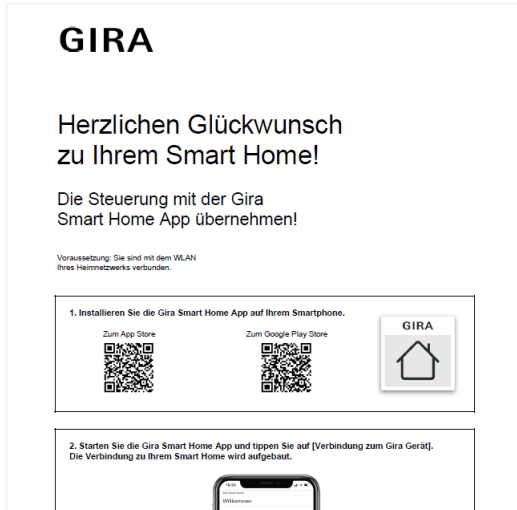 GIRA
Herzlichen Glückwunsch
zu Ihrem Smart Home!
Die Steuerung mit der Gira
Smart Home App übernehmen!
Voraussetzung: Sie sind mit dem WLAN
Ihres Heimnetzwerks verbunden.
1. Installieren Sie die Gira Smart Home App auf Ihrem Smartphone.
Zum App Store
Zum Google Play Store
GIRA
2. Starten Sie die Gira Smart Home App und tippen Sie auf [Verbindung zum Gira Gerät].
Die Verbindung zu Ihrem Smart Home wird aufgebaut.
Willkommen